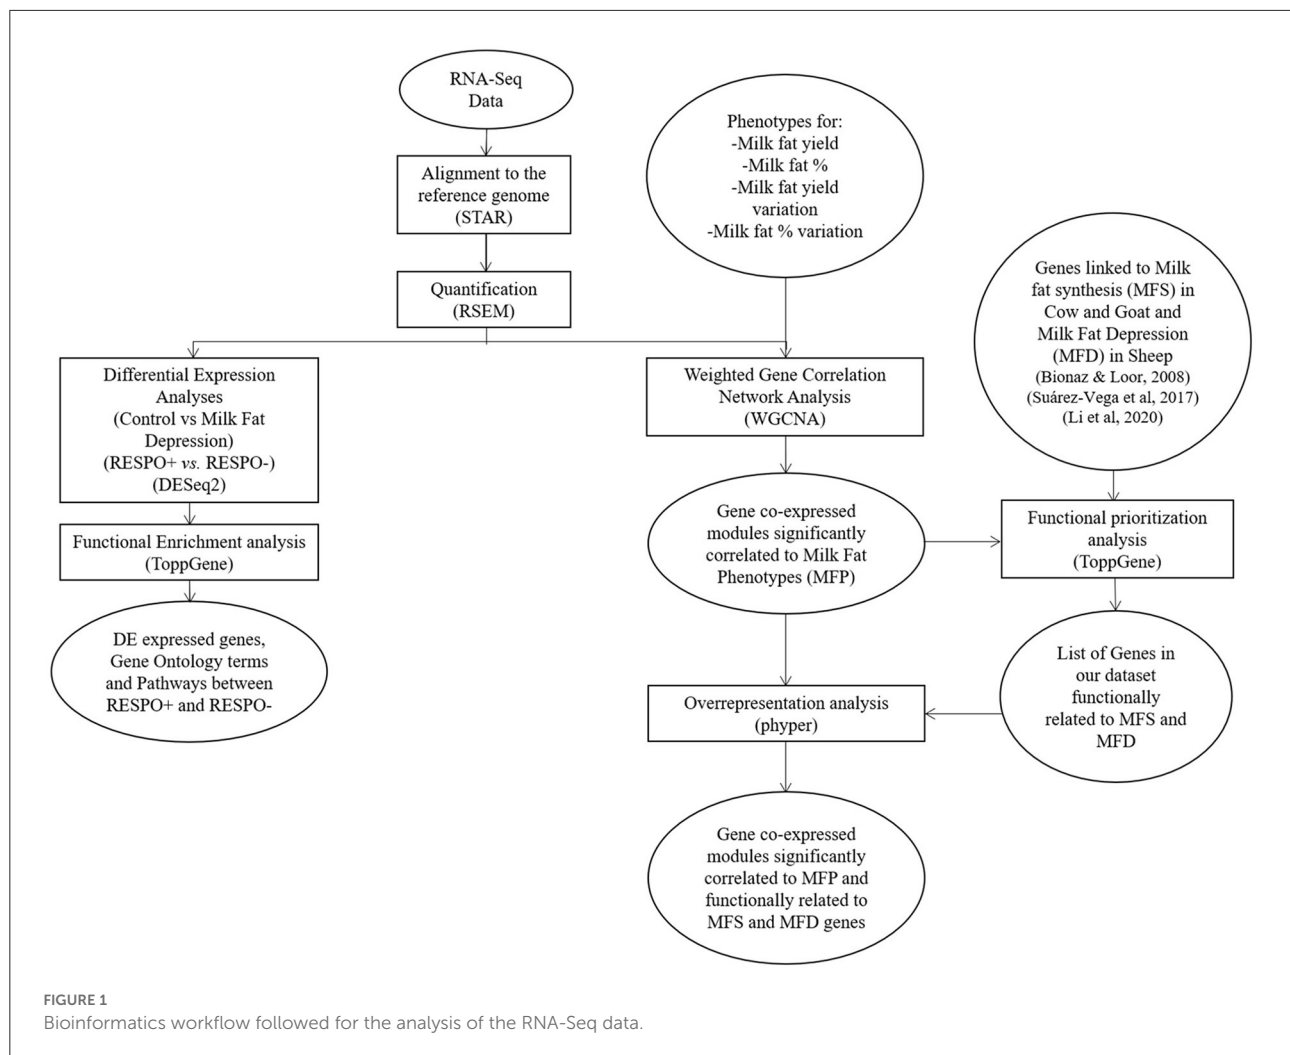 RNA-Seq
Data
Alignment to the
reference genome
(STAR)
Quantification
(RSEM)
Phenotypes for:
-Milk fat yield
-Milk fat %
-Milk fat yield
variation
-Milk fat % variation
Genes linked to Milk
fat synthesis (MFS) in
Cow and Goat and
Milk Fat Depression
(MFD) in Sheep
(Bionaz & Loor, 2008)
(Suárez-Vega et al, 2017)
(Li et al, 2020)
Differential Expression
Analyses
(Control vs Milk Fat
Depression)
(RESPO+ vs. RESPO-)
(DESeq2)
Weighted Gene Correlation
Network Analysis
(WGCNA)
Functional Enrichment analysis
(ToppGene)
Gene co-expressed
modules significantly
correlated to Milk Fat
Phenotypes (MFP)
Functional prioritization
analysis
(ToppGene)
DE expressed genes,
Gene Ontology terms
and Pathways between
RESPO+ and RESPO-
List of Genes in
our dataset
functionally
related to MFS and
MFD
Overrepresentation analysis
(phyper)
Gene co-expressed
modules significantly
correlated to MFP and
functionally related to
MFS and MFD genes
FIGURE 1
Bioinformatics workflow followed for the analysis of the RNA-Seq data.